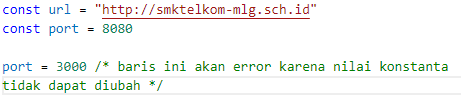 const url = "http://smktelkom-mlg.sch.id"
const port = 8080
port = 3000 /* baris ini akan error karena nilai konstanta
tidak dapat diubah */